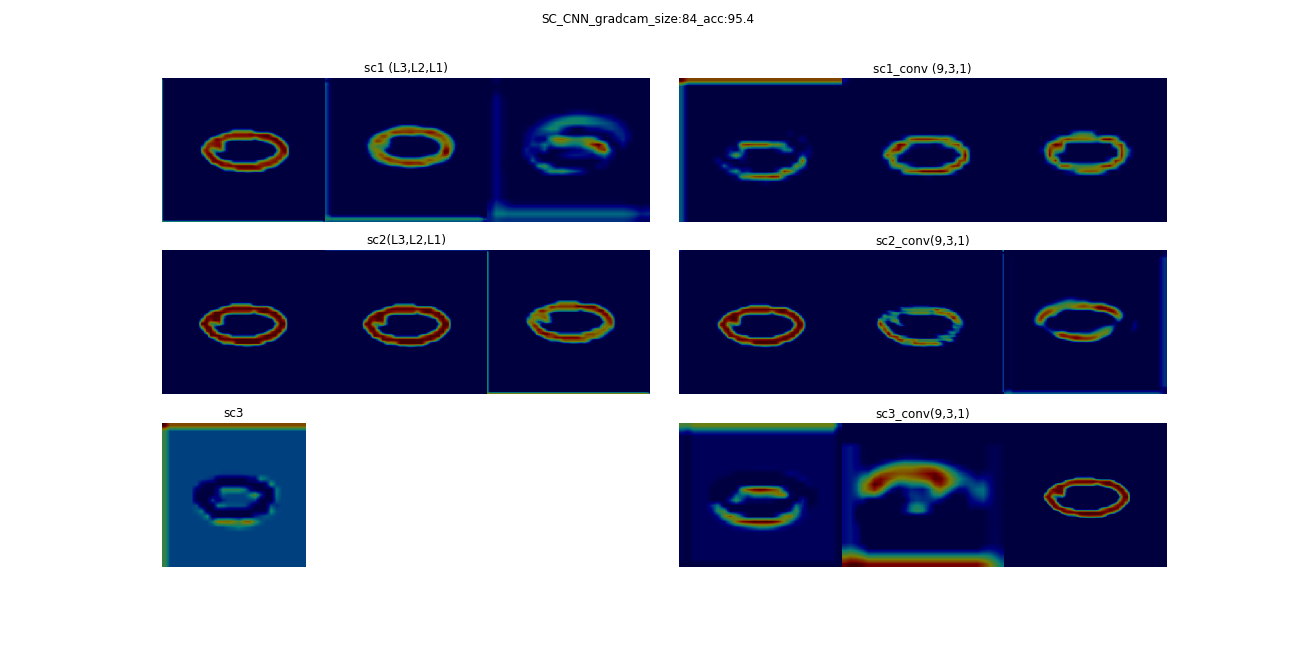 SC_CNN_gradcam_size:84_acc:95.4
sc1 (L3,L2,L1)
sc1_conv (9,3,1)
sc2(L3,L2,L1)
sc2_conv(9,3,1)
sc3
sc3_conv(9,3,1)